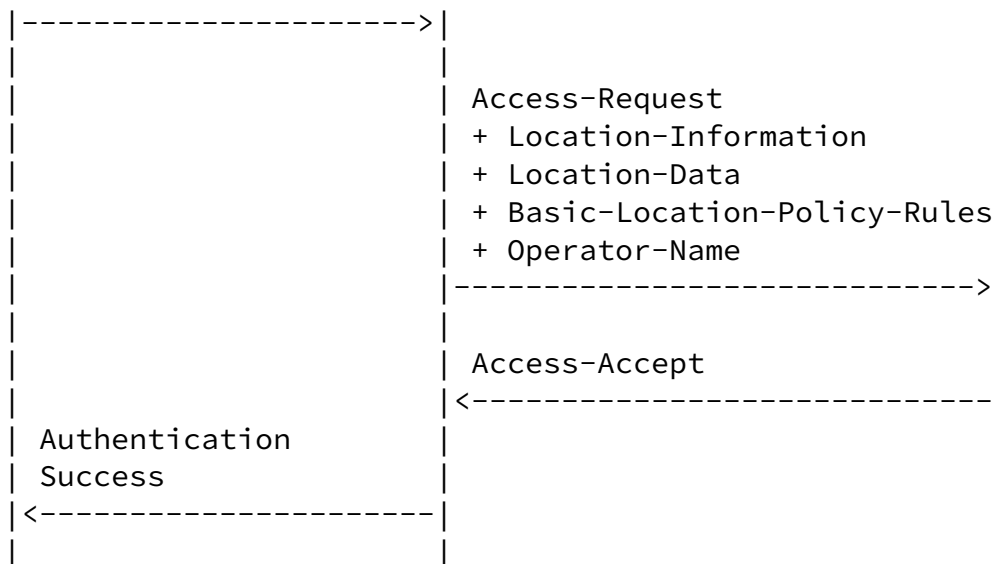 |---------------------->|
| |
| | Access-Request
| | + Location-Information
| | + Location-Data
| | + Basic-Location-Policy-Rules
| | + Operator-Name
| |----------------------------->
| |
| | Access-Accept
| |<-----------------------------
| Authentication |
| Success |
|<----------------------|
| |